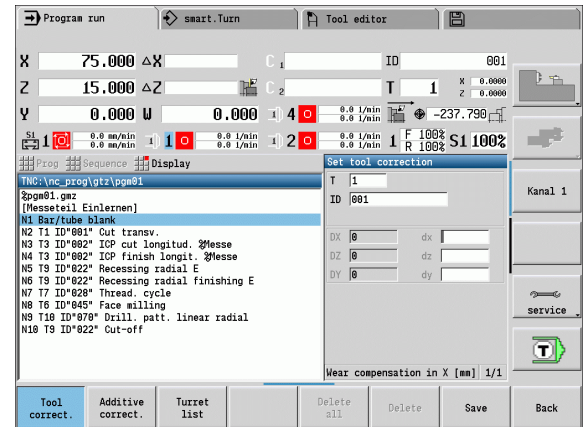 Program run
smart.Turn
Tool editor
X 75.000 ΔX C 1 ID 001
Z 15.000 ΔZ C 2 T 1 X 0.0000
Z 0.0000
Y 0.000 U 0.000 4 0.0 1/min -237.790
0.0 1/min
S1 1 0.0 mm/min 1 0.0 1/min 2 0.0 1/min 1 F 100% S1 100%
0.0 mm/min 0.0 1/min 0.0 1/min R 100%
Prog Sequence Display
TNC:\nc_prog\gtz\pgm01
%pgm01.gmz
[Messeteil Einlernen]
N1 Bar/tube blank
N2 T1 ID"001" Cut transv.
N3 T3 ID"002" ICP cut longitud. %Messe
N4 T3 ID"002" ICP finish longit. %Messe
N5 T9 ID"022" Recessing radial E
N6 T9 ID"022" Recessing radial finishing E
N7 T7 ID"028" Thread. cycle
N8 T6 ID"045" Face milling
N9 T10 ID"070" Drill. patt. linear radial
N10 T9 ID"022" Cut-off
Set tool correction
T 1
ID 001
DX 0 dx
DZ 0 dz
DY 0 dy
Wear compensation in X [mm] 1/1
Kanal 1
service
T
Tool correct.
Additive correct.
Turret list
Delete all
Delete
Save
Back